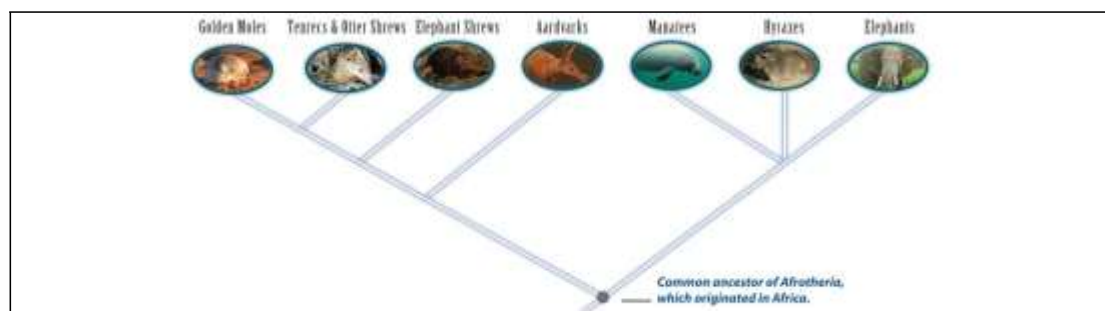 Golden Moles
Tenrecs & Otter Shrews
Elephant Shrews
Aardvarks
Manatees
Hyraxes
Elephants
Common ancestor of Afrotheria,
which originated in Africa.